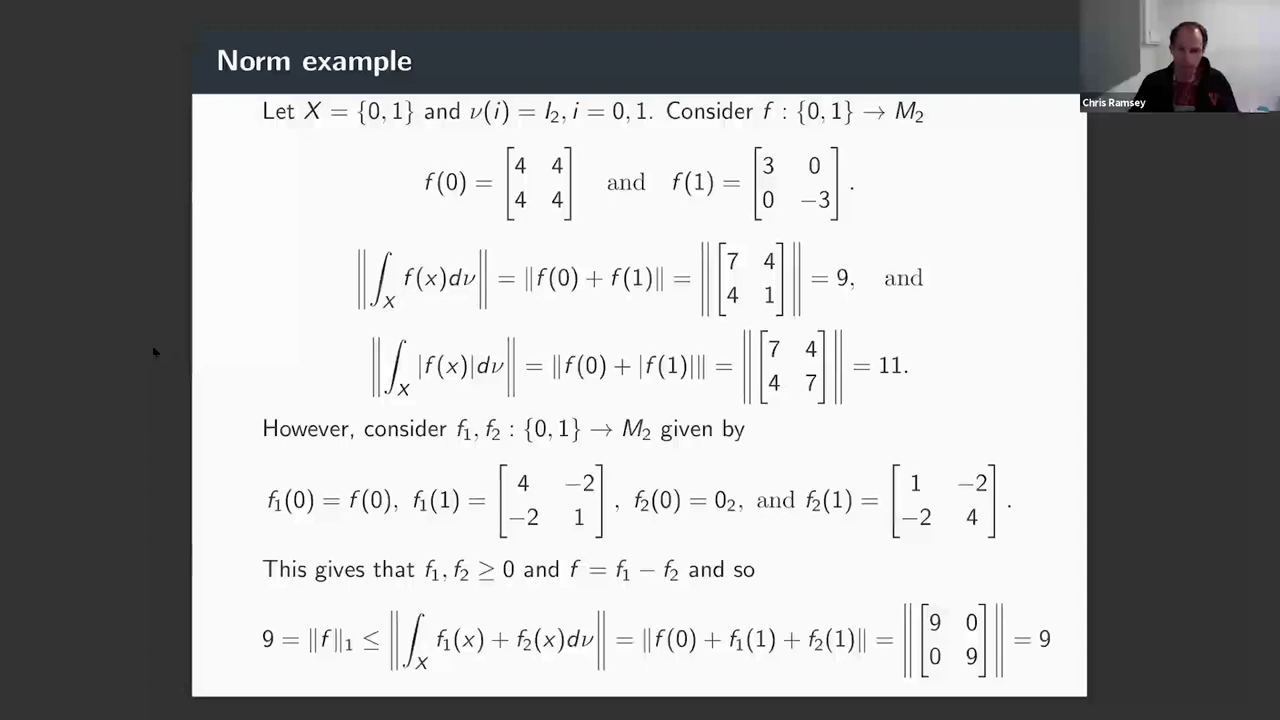 Norm example
Chris Ramsey
Let X = {0, 1} and ν(i) = I₂, i = 0, 1. Consider f : {0, 1} → M₂
f(0) = [4 4; 4 4] and f(1) = [3 0; 0 −3].
‖∫_X f(x)dν‖ = ‖f(0) + f(1)‖ = ‖[7 4; 4 1]‖ = 9, and
‖∫_X |f(x)|dν‖ = ‖f(0) + |f(1)|‖ = ‖[7 4; 4 7]‖ = 11.
However, consider f₁, f₂ : {0, 1} → M₂ given by
f₁(0) = f(0), f₁(1) = [4 −2; −2 1], f₂(0) = 0₂, and f₂(1) = [1 −2; −2 4].
This gives that f₁, f₂ ≥ 0 and f = f₁ − f₂ and so
9 = ‖f‖₁ ≤ ‖∫_X f₁(x) + f₂(x)dν‖ = ‖f(0) + f₁(1) + f₂(1)‖ = ‖[9 0; 0 9]‖ = 9